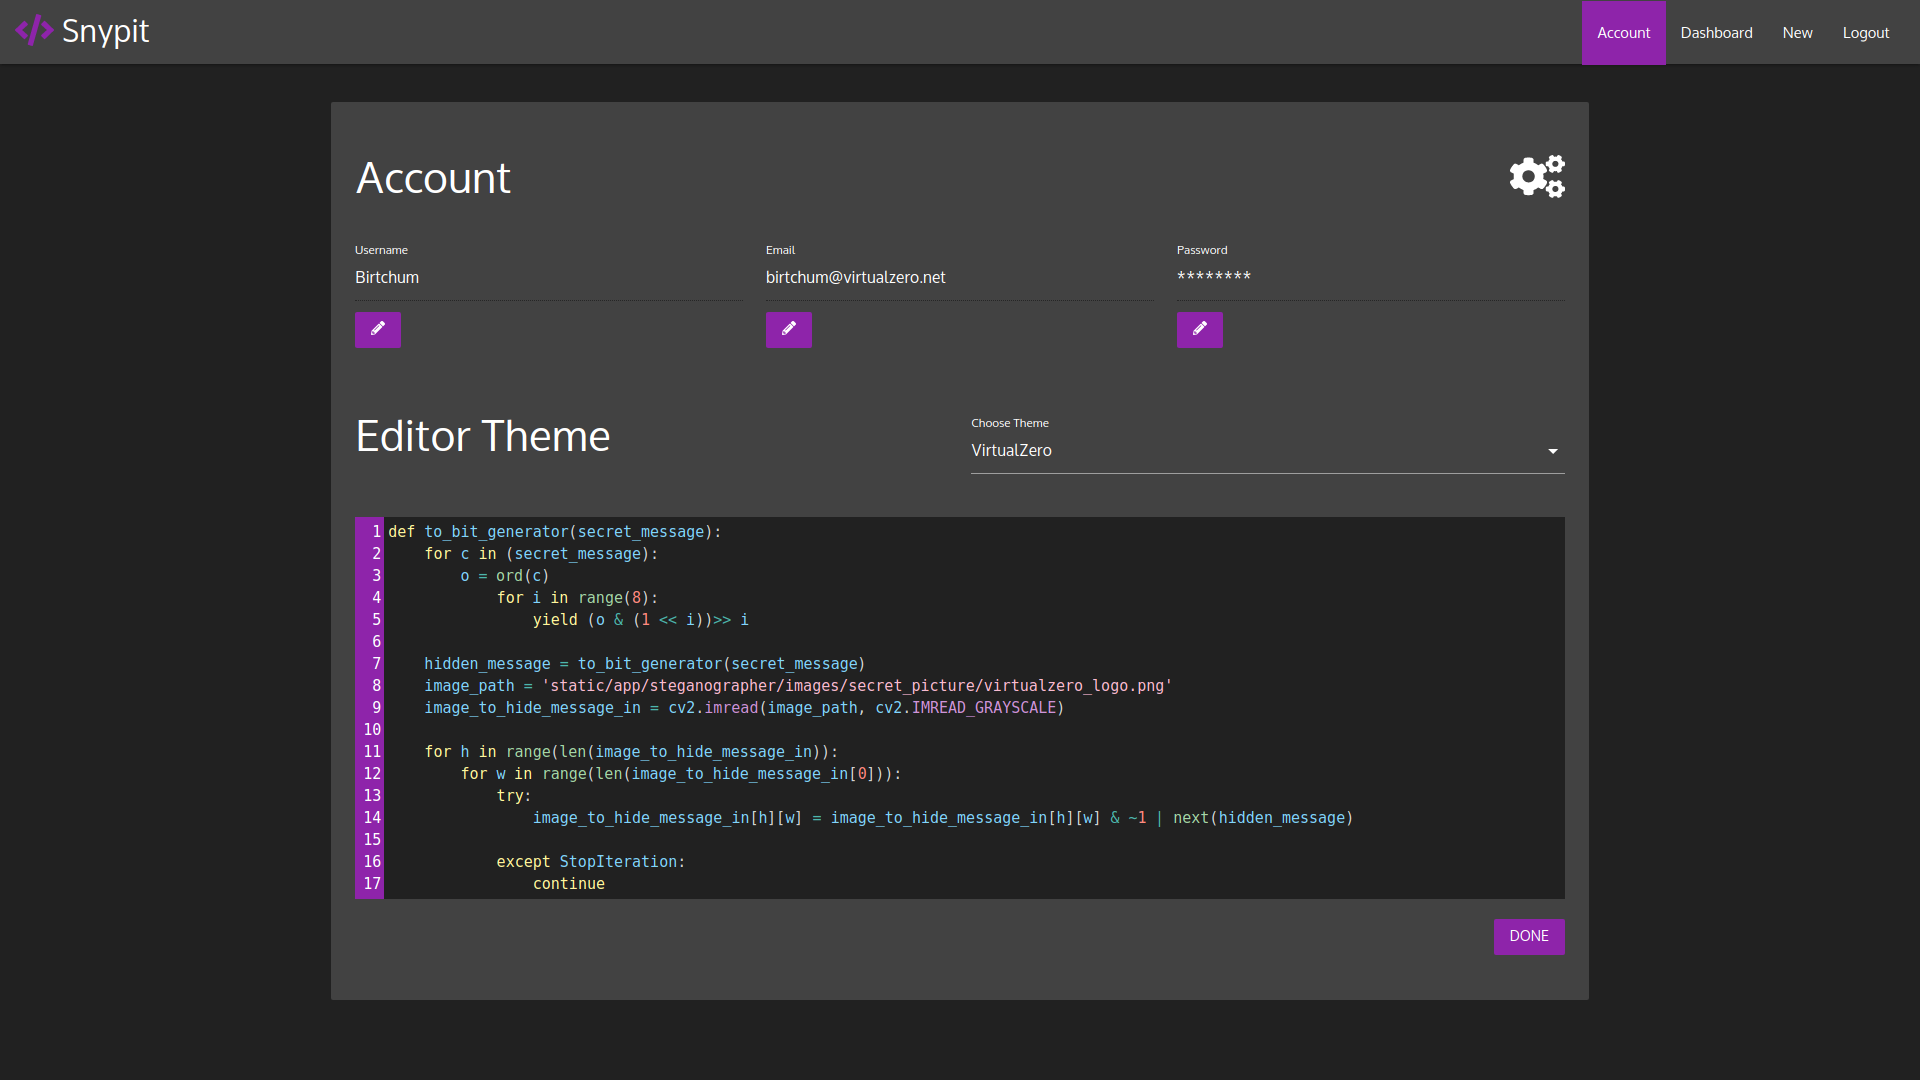 </> Snypit Account Dashboard New Logout
Account
Username Email Password
Birtchum birtchum@virtualzero.net ********
Editor Theme
Choose Theme
VirtualZero
1 def to_bit_generator(secret_message):
2     for c in (secret_message):
3         o = ord(c)
4             for i in range(8):
5                 yield (o & (1 << i))>> i
6
7     hidden_message = to_bit_generator(secret_message)
8     image_path = 'static/app/steganographer/images/secret_picture/virtualzero_logo.png'
9     image_to_hide_message_in = cv2.imread(image_path, cv2.IMREAD_GRAYSCALE)
10
11     for h in range(len(image_to_hide_message_in)):
12         for w in range(len(image_to_hide_message_in[0])):
13             try:
14                 image_to_hide_message_in[h][w] = image_to_hide_message_in[h][w] & ~1 | next(hidden_message)
15
16             except StopIteration:
17                 continue
DONE